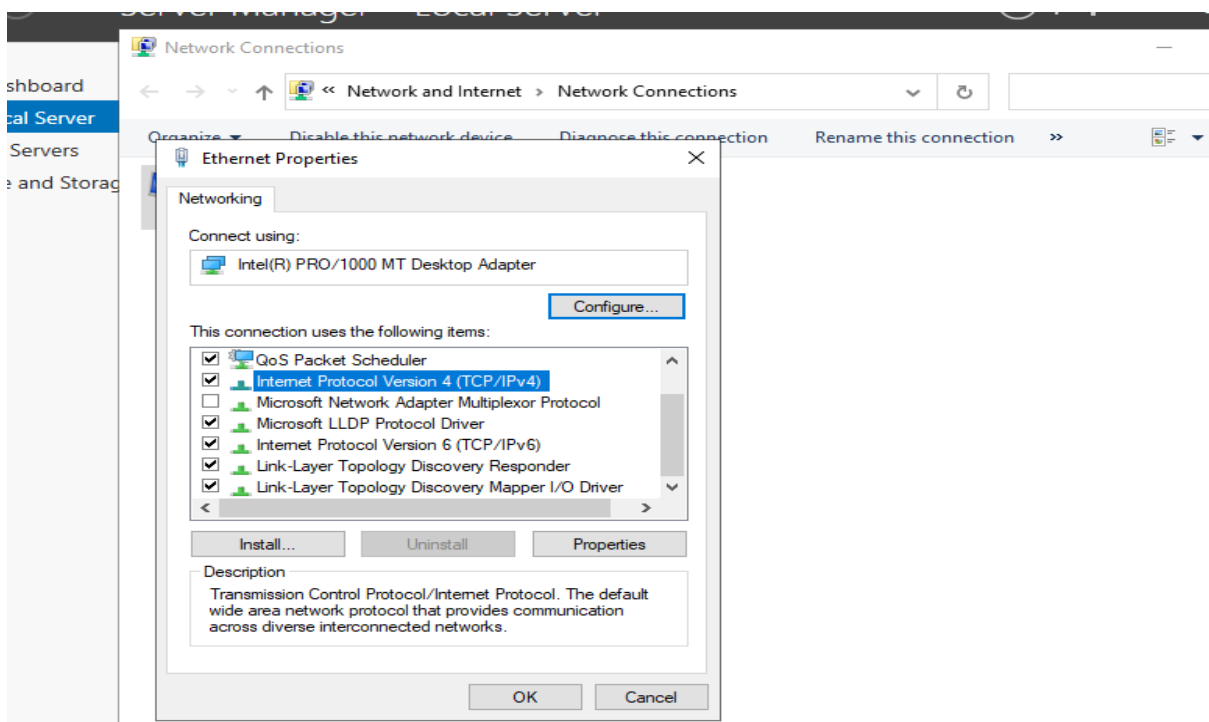 Server Manager Local Server
Network Connections
shboard
« Network and Internet > Network Connections
cal Server
Organize Disable this network device Diagnose this connection Rename this connection »
Servers
Ethernet Properties
e and Storag
Networking
Connect using:
Intel(R) PRO/1000 MT Desktop Adapter
Configure...
This connection uses the following items:
QoS Packet Scheduler
Internet Protocol Version 4 (TCP/IPv4)
Microsoft Network Adapter Multiplexor Protocol
Microsoft LLDP Protocol Driver
Internet Protocol Version 6 (TCP/IPv6)
Link-Layer Topology Discovery Responder
Link-Layer Topology Discovery Mapper I/O Driver
Install... Uninstall Properties
Description
Transmission Control Protocol/Internet Protocol. The default
wide area network protocol that provides communication
across diverse interconnected networks.
OK Cancel